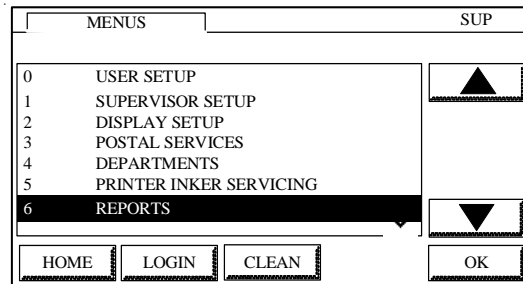 MENUS SUP
0 USER SETUP
1 SUPERVISOR SETUP
2 DISPLAY SETUP
3 POSTAL SERVICES
4 DEPARTMENTS
5 PRINTER INKER SERVICING
6 REPORTS
HOME LOGIN CLEAN OK